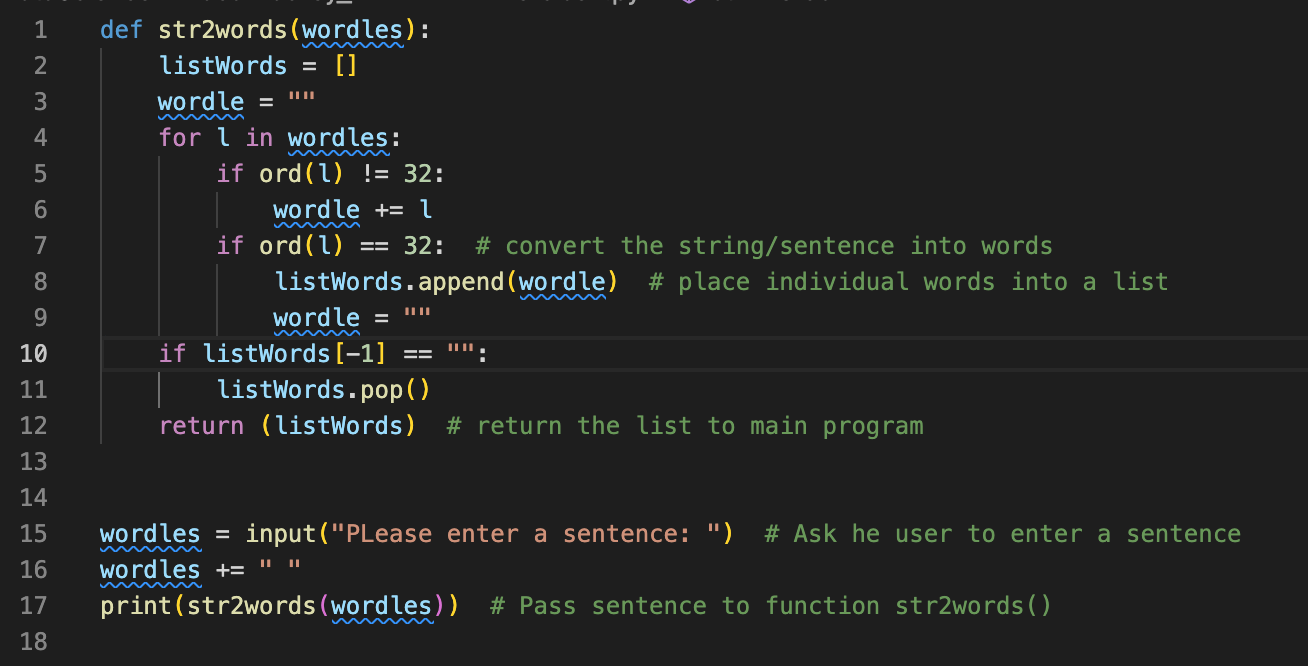 1 def str2words(wordles):
2     listWords = []
3     wordle = ""
4     for l in wordles:
5         if ord(l) != 32:
6             wordle += l
7         if ord(l) == 32:  # convert the string/sentence into words
8             listWords.append(wordle)  # place individual words into a list
9             wordle = ""
10     if listWords[-1] == "":
11         listWords.pop()
12     return (listWords)  # return the list to main program
13
14
15 wordles = input("PLease enter a sentence: ")  # Ask he user to enter a sentence
16 wordles += " "
17 print(str2words(wordles))  # Pass sentence to function str2words()
18